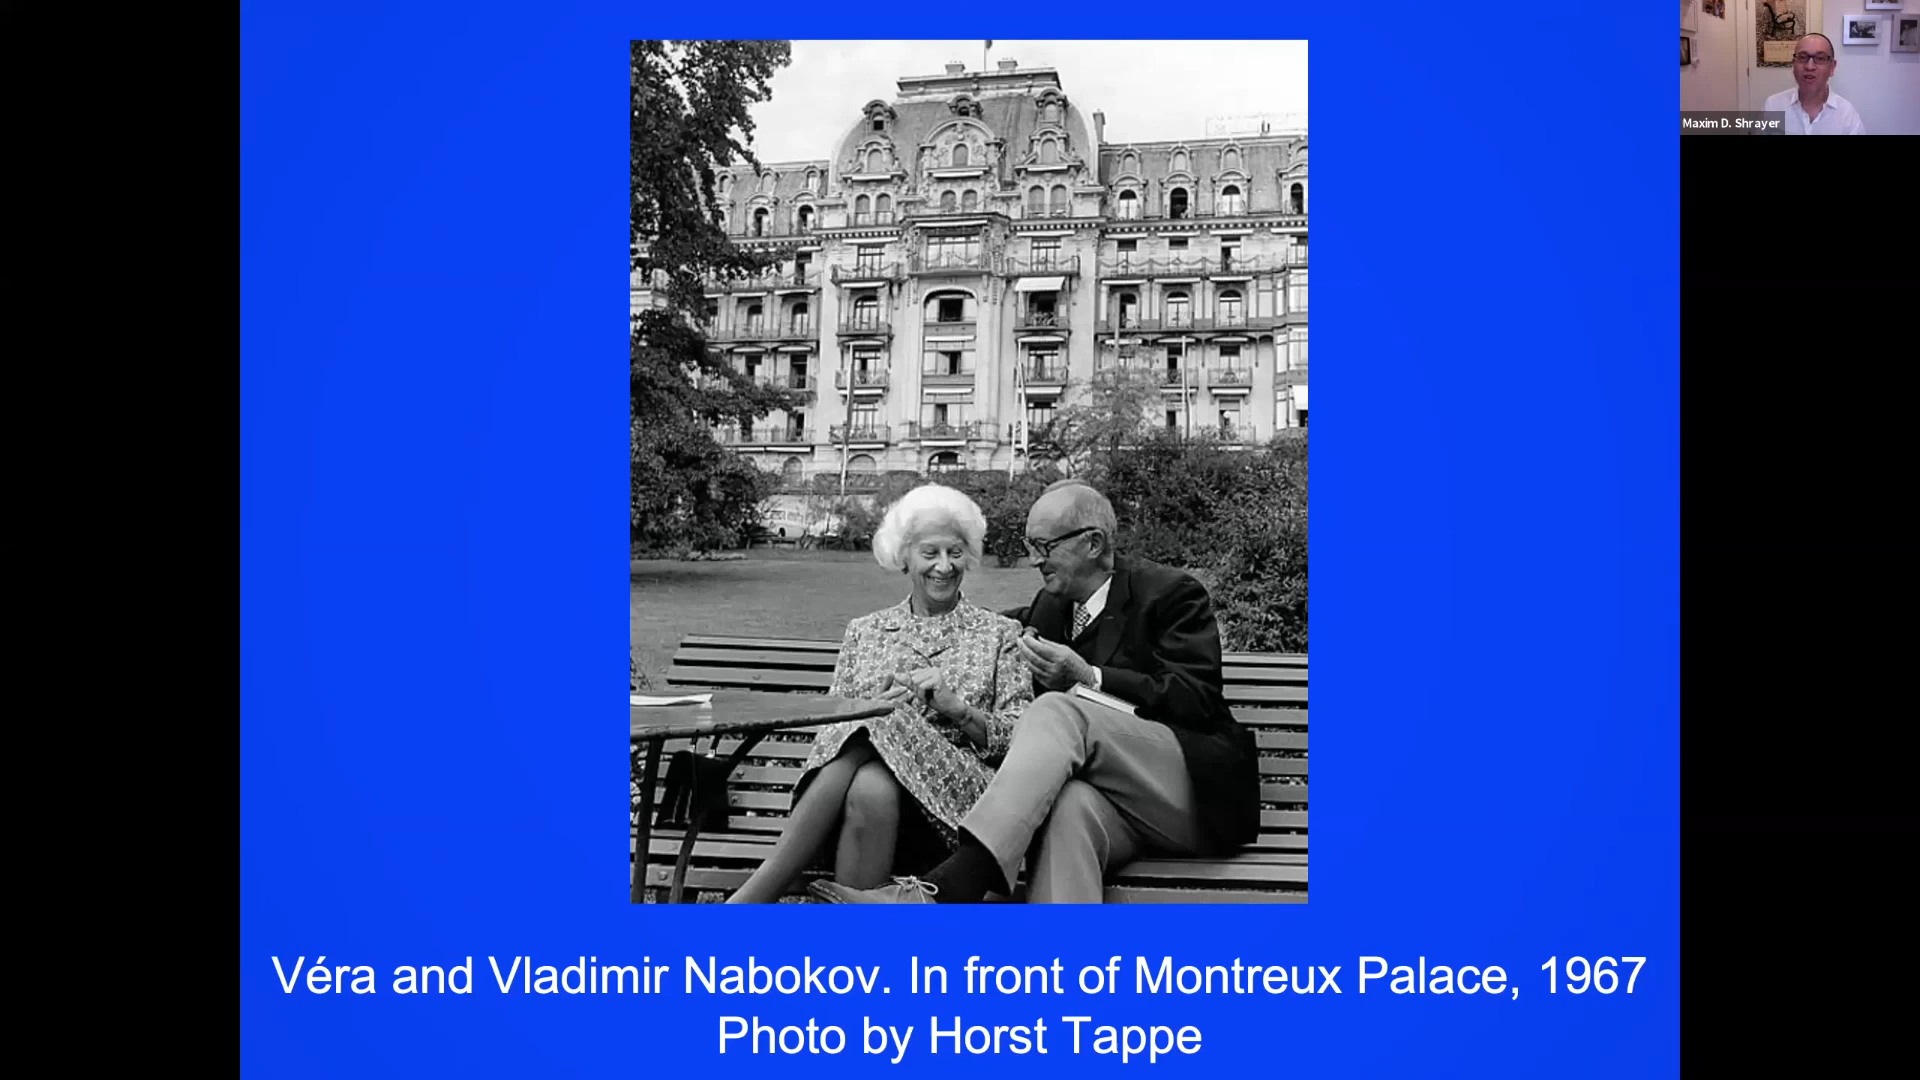 Maxim D. Shrayer
Véra and Vladimir Nabokov. In front of Montreux Palace, 1967
Photo by Horst Tappe